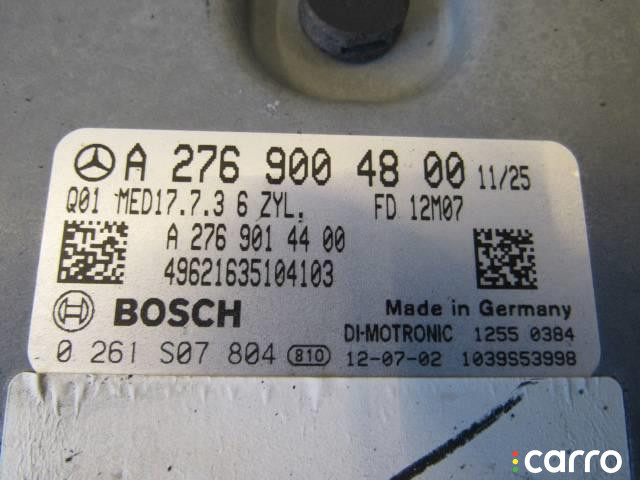 A 276 900 48 00 11/25
Q01 MED17.7.3 6 ZYL. FD 12M07
A 276 901 44 00
49621635104103
BOSCH Made in Germany
DI-MOTRONIC 1255 0384
0 261 S07 804 810 12-07-02 1039S53998
carro